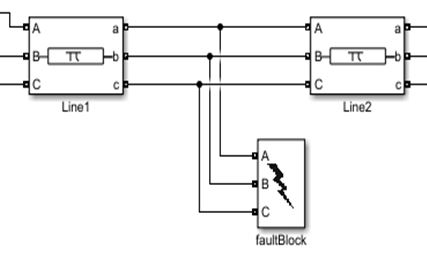 A a A a
B π b B π b
C c C c
Line1 Line2
A
B
C
faultBlock